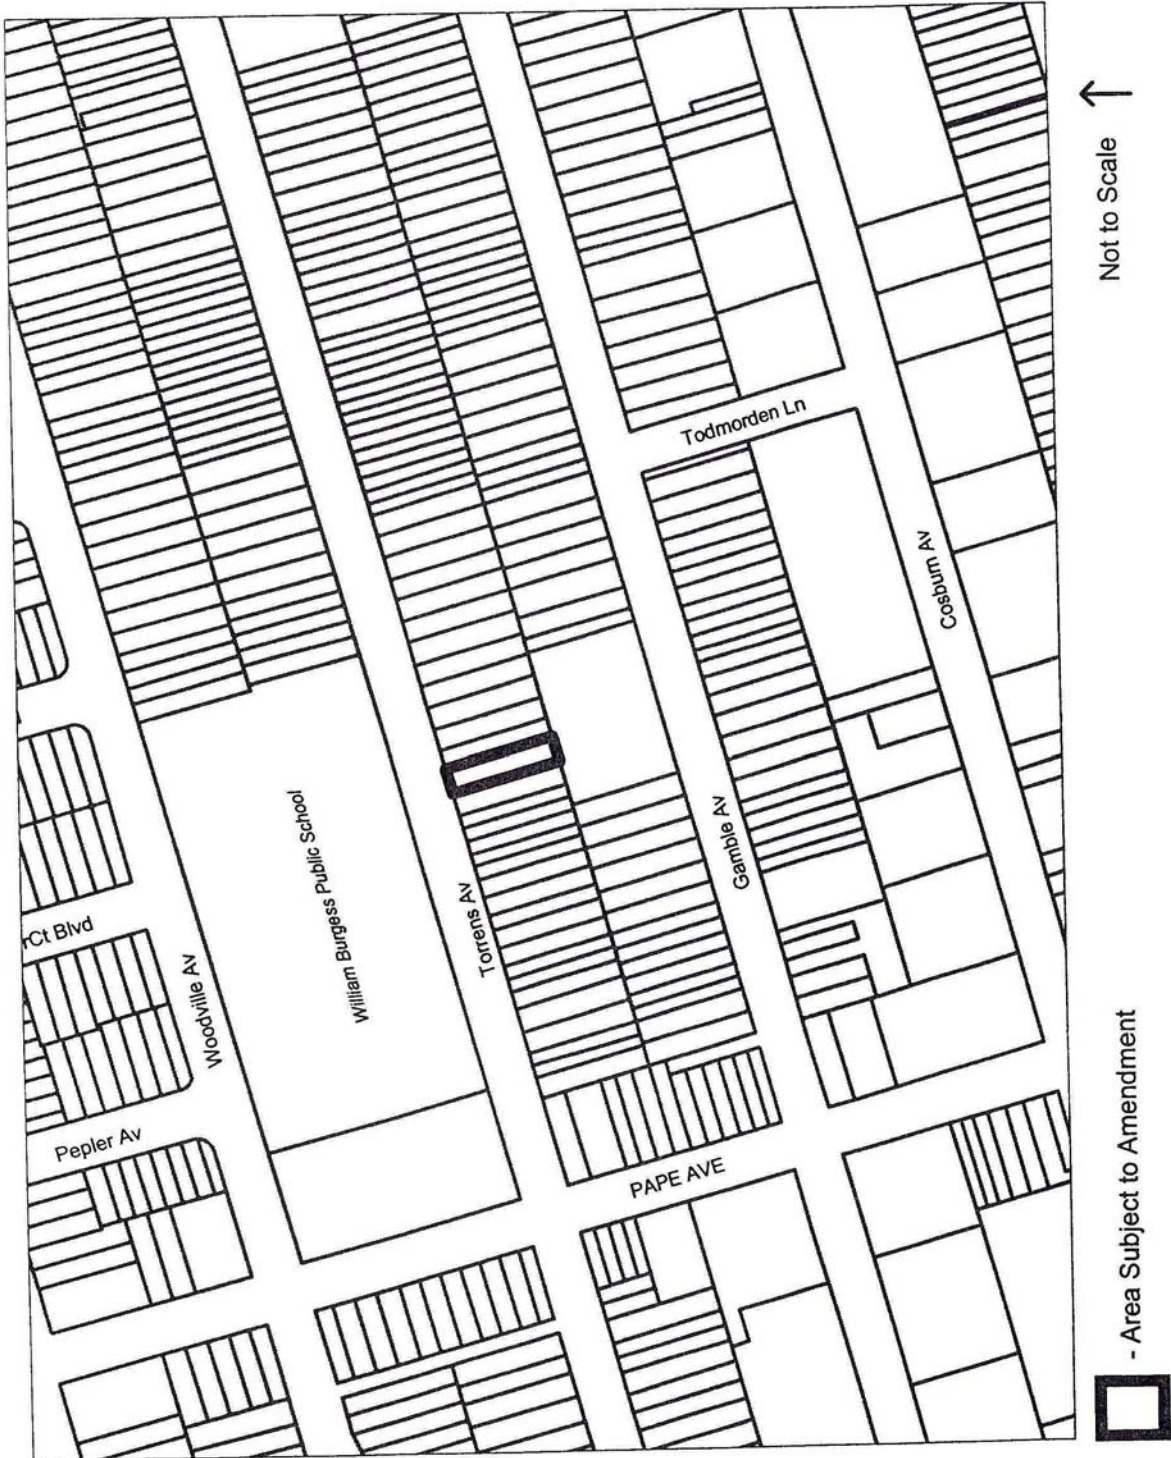 rCt Blvd
Pepler Av
Woodville Av
William Burgess Public School
Torrens Av
PAPE AVE
Gamble Av
Todmorden Ln
Cosburn Av
Not to Scale
- Area Subject to Amendment